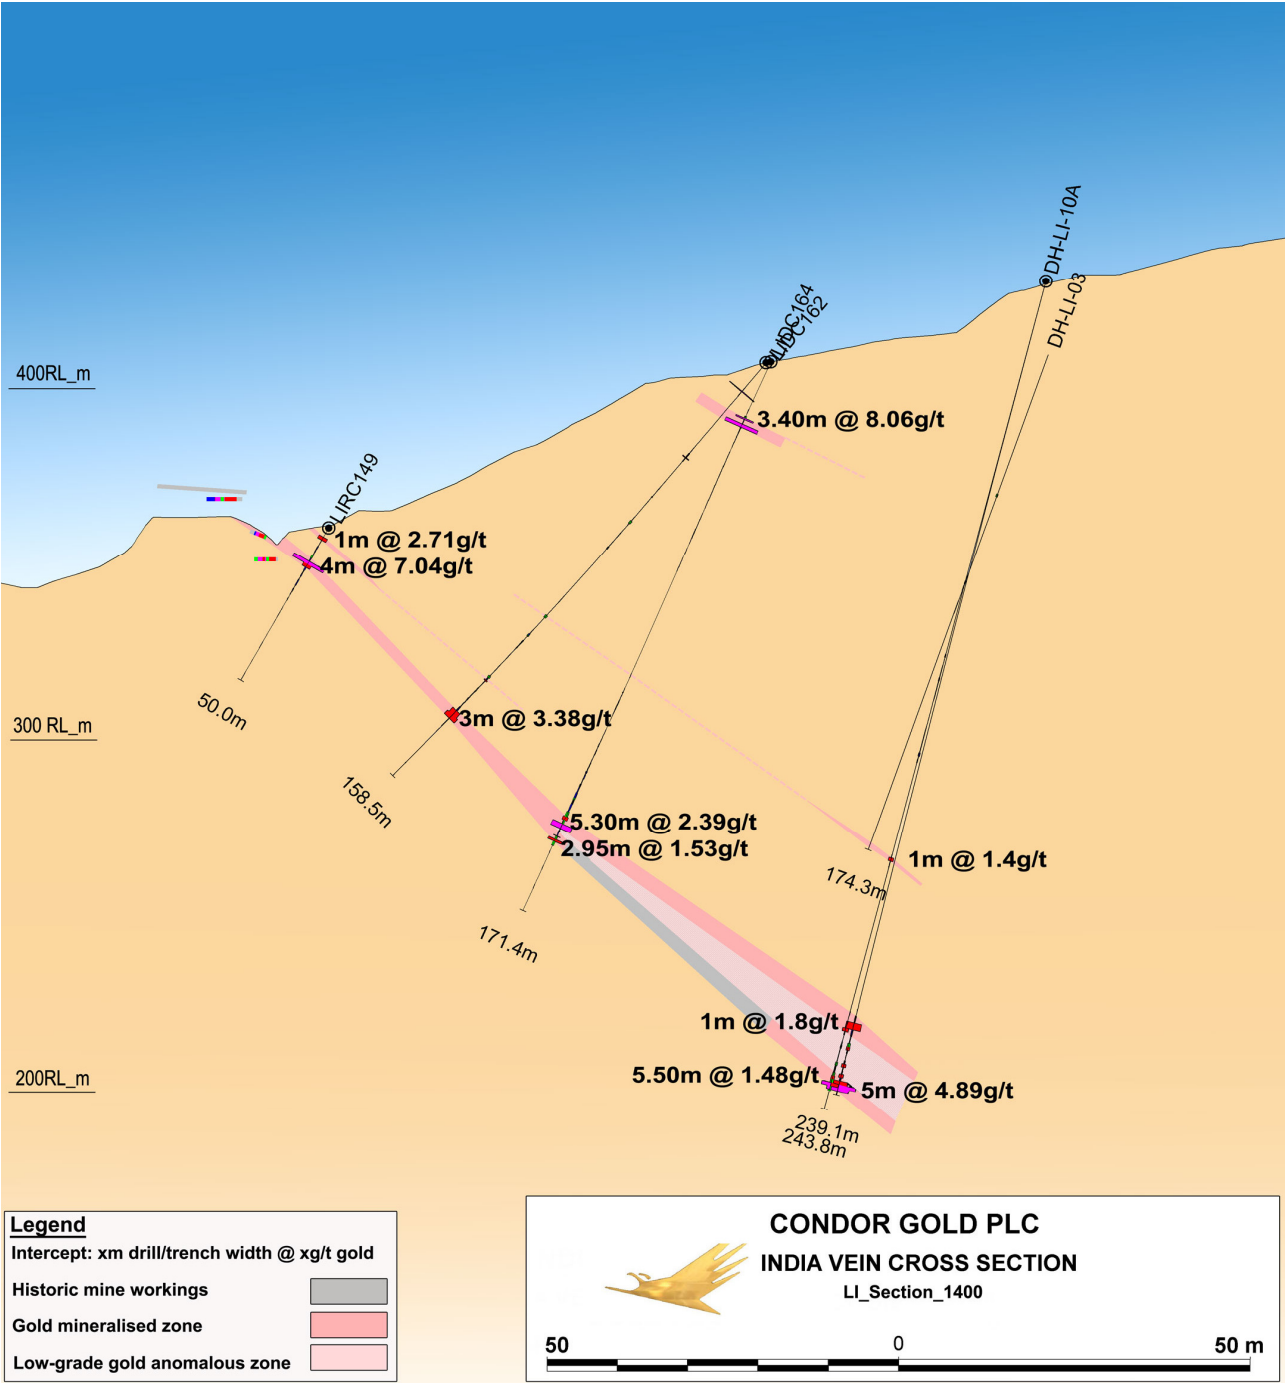 DH-LI-10A
DH-LI-03
LIDC162
400RL_m
3.40m @ 8.06g/t
LIRC149
1m @ 2.71g/t
4m @ 7.04g/t
50.0m
300 RL_m
3m @ 3.38g/t
158.5m
5.30m @ 2.39g/t
2.95m @ 1.53g/t
1m @ 1.4g/t
174.3m
171.4m
1m @ 1.8g/t
200RL_m
5.50m @ 1.48g/t
5m @ 4.89g/t
239.1m
243.8m
Legend
Intercept: xm drill/trench width @ xg/t gold
Historic mine workings
Gold mineralised zone
Low-grade gold anomalous zone
CONDOR GOLD PLC
INDIA VEIN CROSS SECTION
LI_Section_1400
50 0 50 m